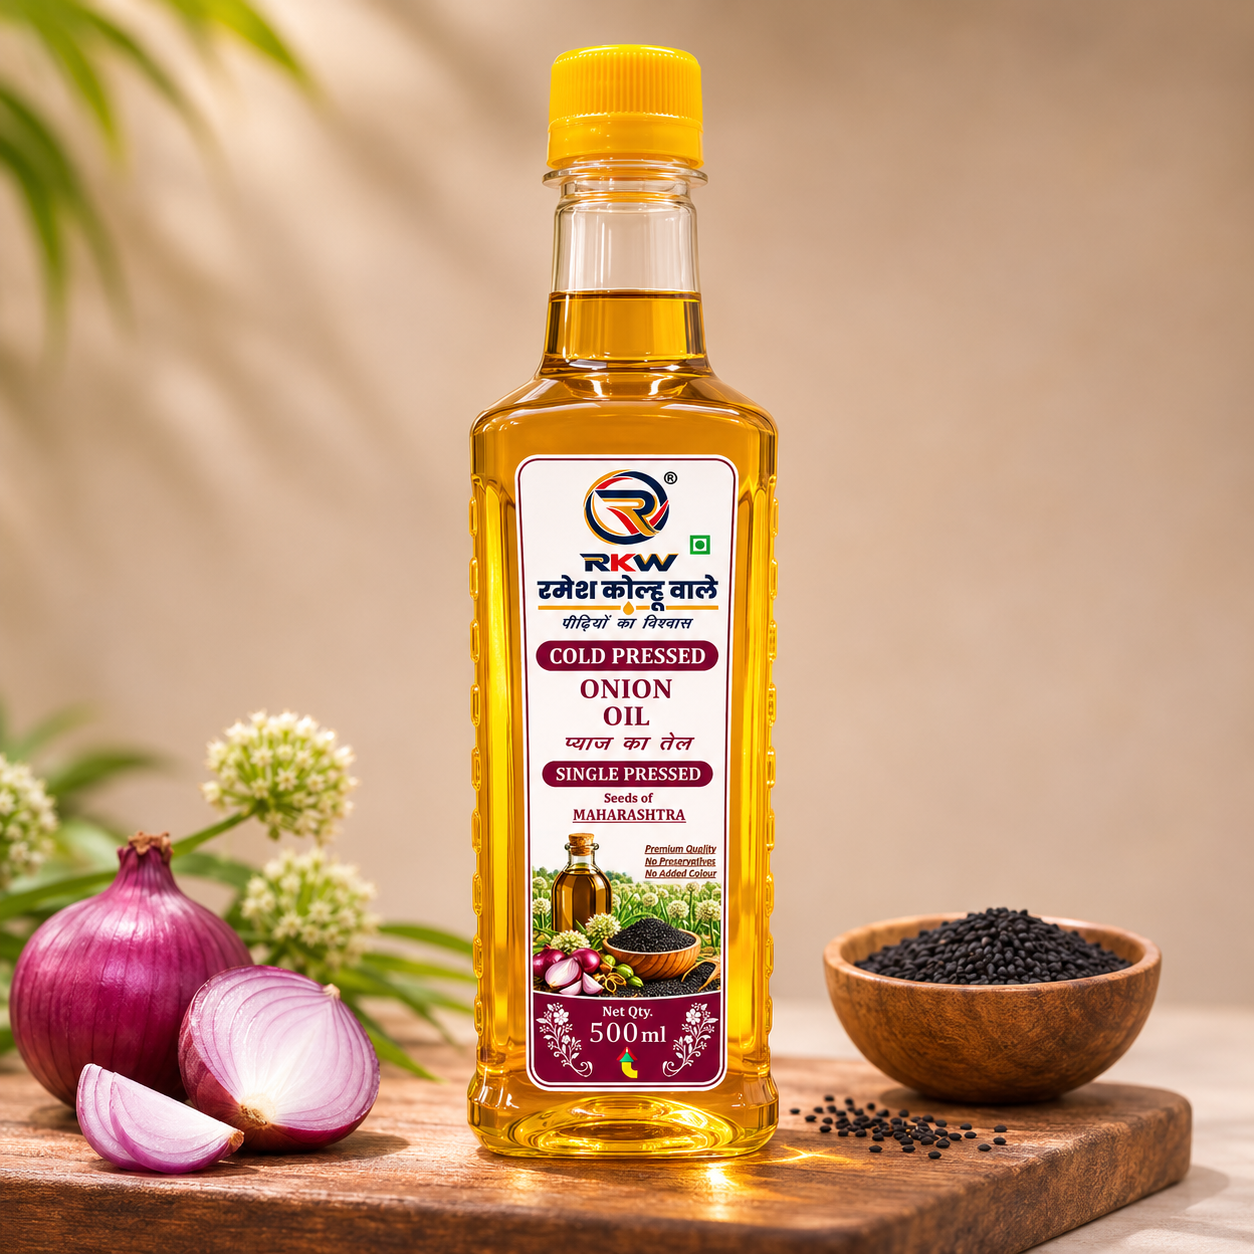 ®
RKW
रमेश कोल्हू वाले
पीढ़ियों का विश्वास
COLD PRESSED
ONION
OIL
प्याज का तेल
SINGLE PRESSED
Seeds of
MAHARASHTRA
Premium Quality
No Preservatives
No Added Colour
Net Qty.
500ml